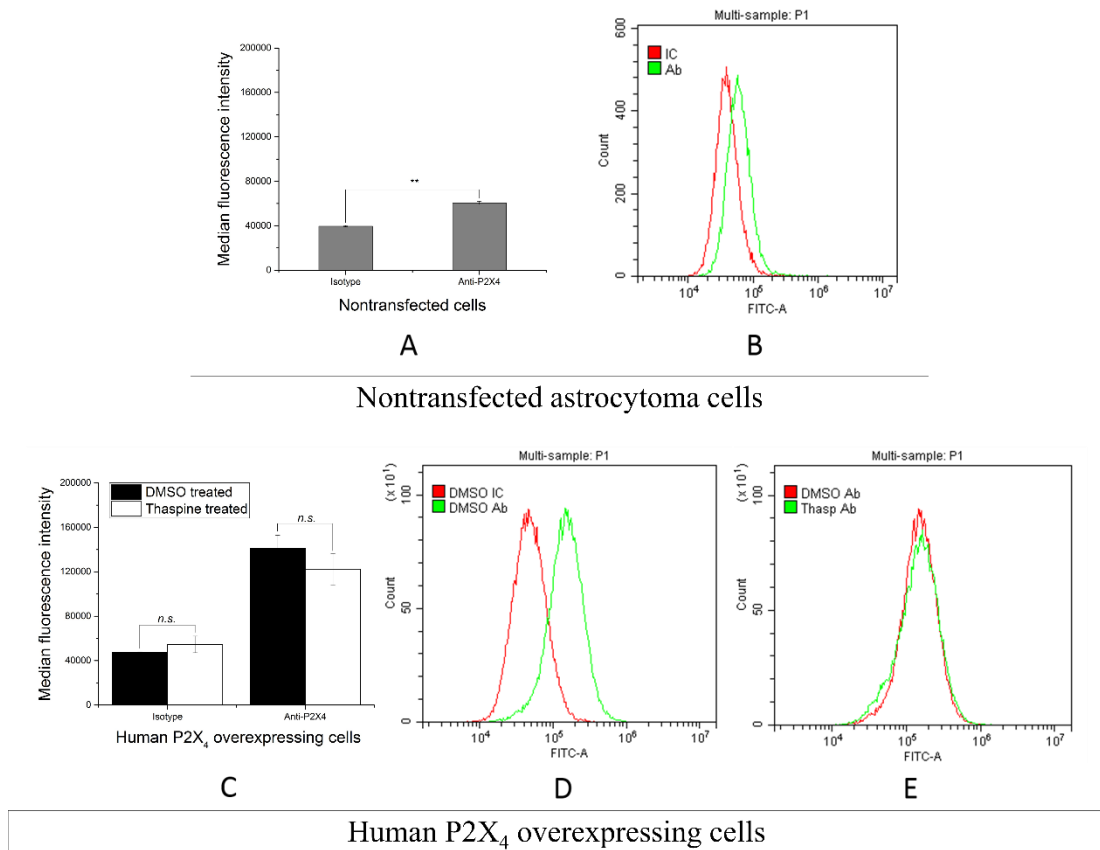 200000
160000
120000
80000
40000
0
Median fluorescence intensity
**
Isotype
Anti-P2X4
Nontransfected cells
A
Multi-sample: P1
600
400
200
0
Count
IC
Ab
10⁴ 10⁵ 10⁶ 10⁷
FITC-A
B
Nontransfected astrocytoma cells
200000
160000
120000
80000
40000
0
Median fluorescence intensity
DMSO treated
Thaspine treated
n.s.
n.s.
Isotype
Anti-P2X4
Human P2X₄ overexpressing cells
C
Multi-sample: P1
(x 10¹)
100
50
0
Count
DMSO IC
DMSO Ab
10⁴ 10⁵ 10⁶ 10⁷
FITC-A
D
Multi-sample: P1
(x 10¹)
100
50
0
Count
DMSO Ab
Thasp Ab
10⁴ 10⁵ 10⁶ 10⁷
FITC-A
E
Human P2X₄ overexpressing cells